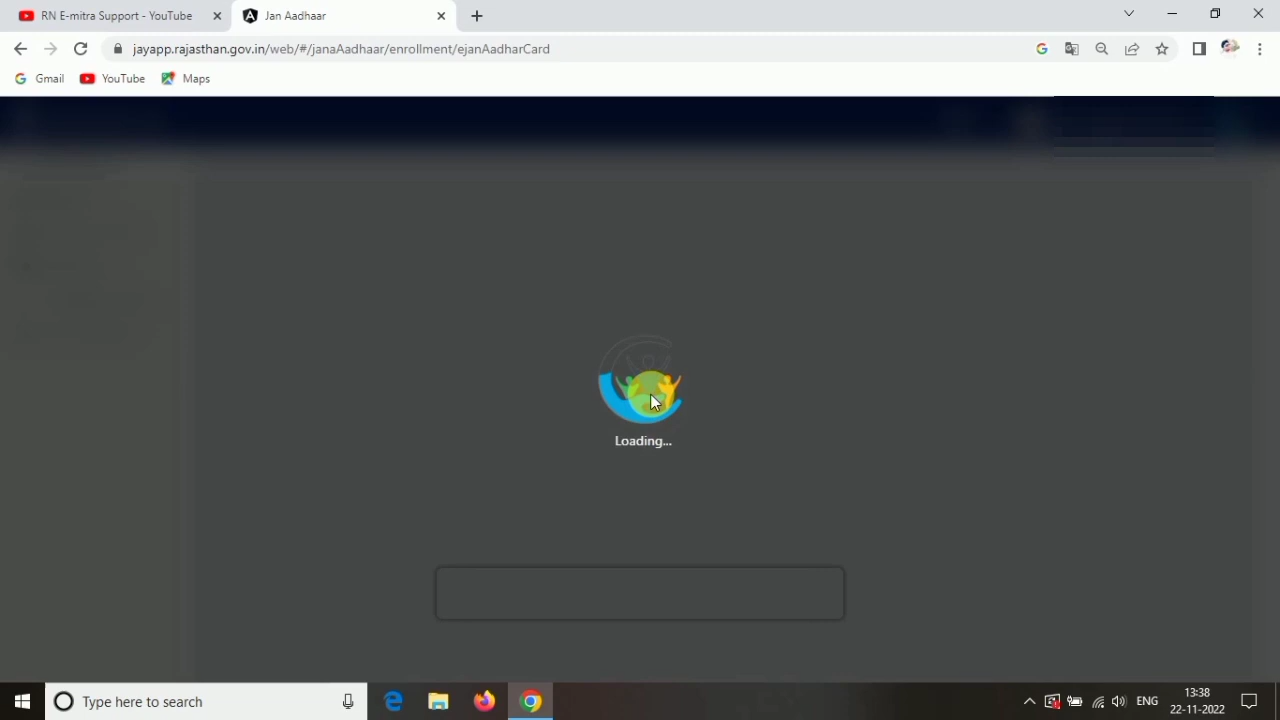 RN E-mitra Support - YouTube
Jan Aadhaar
jayapp.rajasthan.gov.in/web/#/janaAadhaar/enrollment/ejanAadharCard
Gmail
YouTube
Maps
Loading...
Type here to search
ENG
13:38
22-11-2022